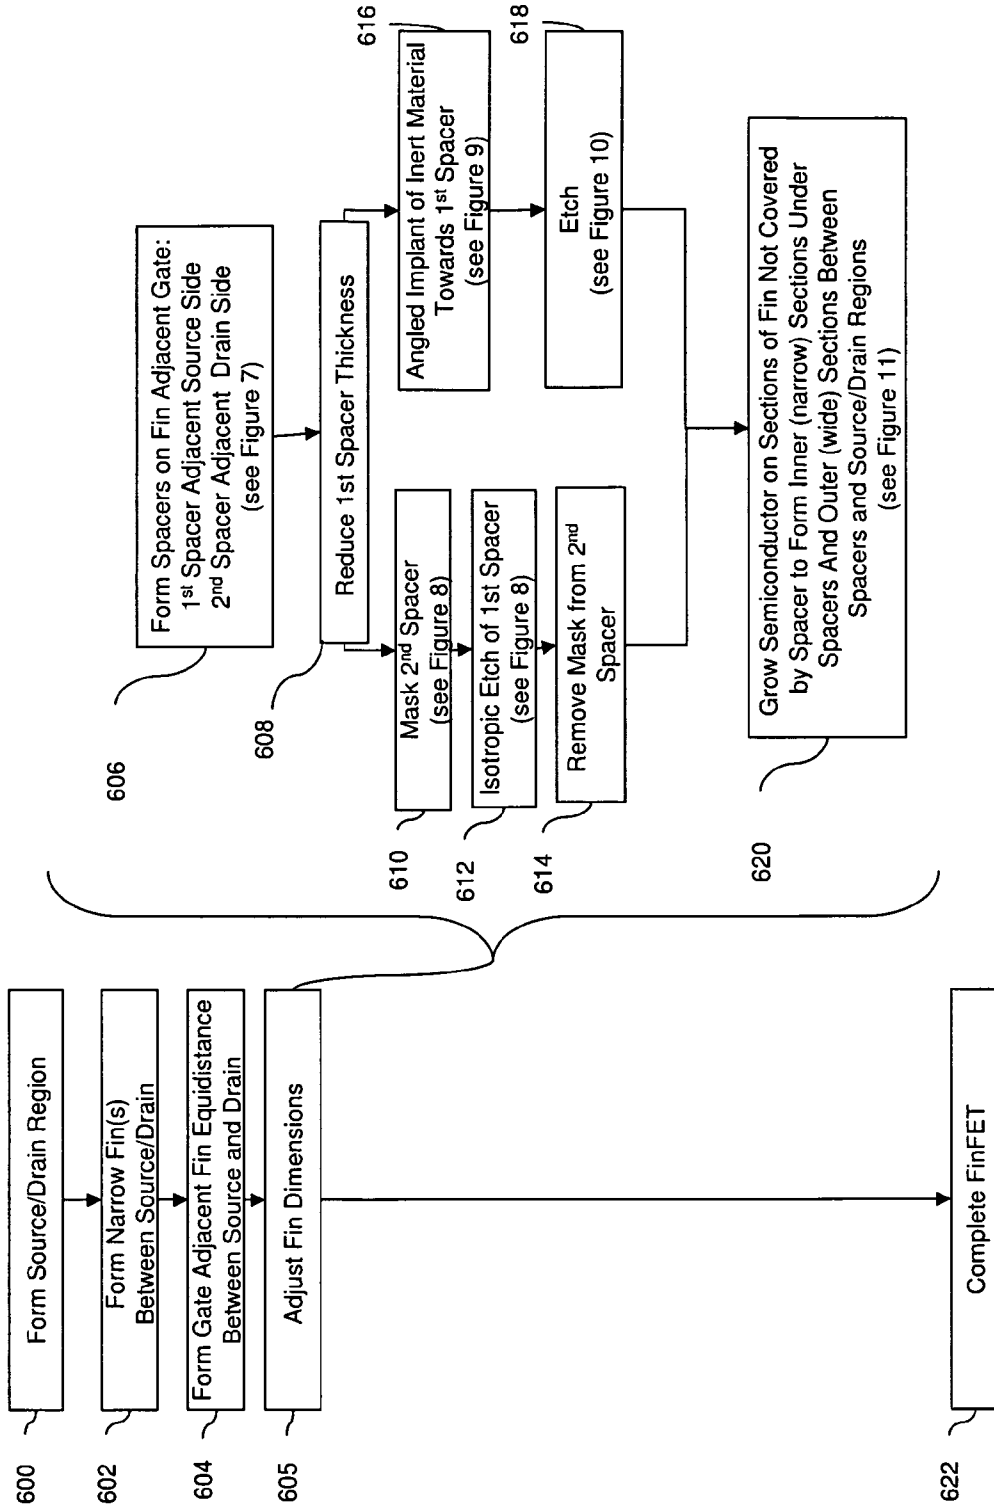 600
Form Source/Drain Region
602
Form Narrow Fin(s)
Between Source/Drain
604
Form Gate Adjacent Fin Equidistance
Between Source and Drain
605
Adjust Fin Dimensions
606
Form Spacers on Fin Adjacent Gate:
1st Spacer Adjacent Source Side
2nd Spacer Adjacent Drain Side
(see Figure 7)
608
Reduce 1st Spacer Thickness
610
Mask 2nd Spacer
(see Figure 8)
612
Isotropic Etch of 1st Spacer
(see Figure 8)
614
Remove Mask from 2nd
Spacer
616
Angled Implant of Inert Material
Towards 1st Spacer
(see Figure 9)
618
Etch
(see Figure 10)
620
Grow Semiconductor on Sections of Fin Not Covered
by Spacer to Form Inner (narrow) Sections Under
Spacers And Outer (wide) Sections Between
Spacers and Source/Drain Regions
(see Figure 11)
622
Complete FinFET